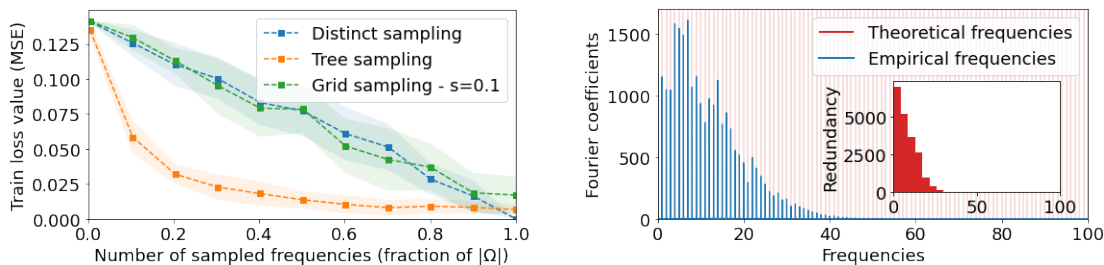 Train loss value (MSE)
0.125
0.100
0.075
0.050
0.025
0.000
Distinct sampling
Tree sampling
Grid sampling - s=0.1
0.0 0.2 0.4 0.6 0.8 1.0
Number of sampled frequencies (fraction of |Ω|)
Fourier coefficients
1500
1000
500
0
Theoretical frequencies
Empirical frequencies
Redundancy
5000
2500
0
0 50 100
0 20 40 60 80 100
Frequencies